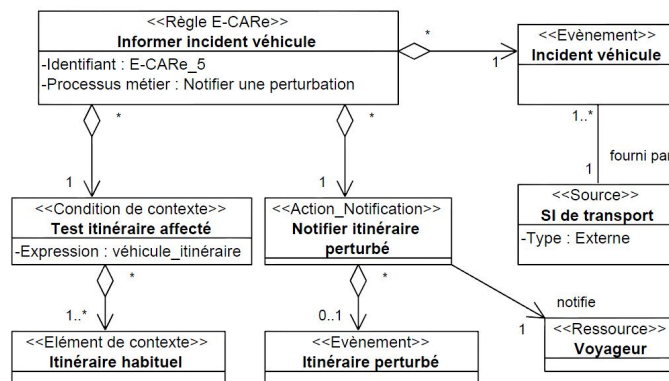 <<Règle E-CARe>>
Informer incident véhicule
-Identifiant : E-CARe_5
-Processus métier : Notifier une perturbation
*
1
<<Evènement>>
Incident véhicule
*
*
1..*
fourni par
1
1
1
<<Condition de contexte>>
Test itinéraire affecté
-Expression : véhicule_itinéraire
<<Action_Notification>>
Notifier itinéraire
perturbé
<<Source>>
SI de transport
-Type : Externe
*
*
notifie
1..*
0..1
1
<<Elément de contexte>>
Itinéraire habituel
<<Evènement>>
Itinéraire perturbé
<<Ressource>>
Voyageur